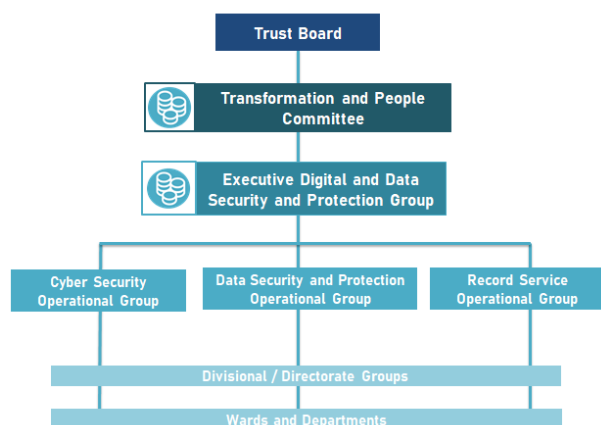 Trust Board
Transformation and People
Committee
Executive Digital and Data
Security and Protection Group
Cyber Security
Operational Group
Data Security and Protection
Operational Group
Record Service
Operational Group
Divisional / Directorate Groups
Wards and Departments